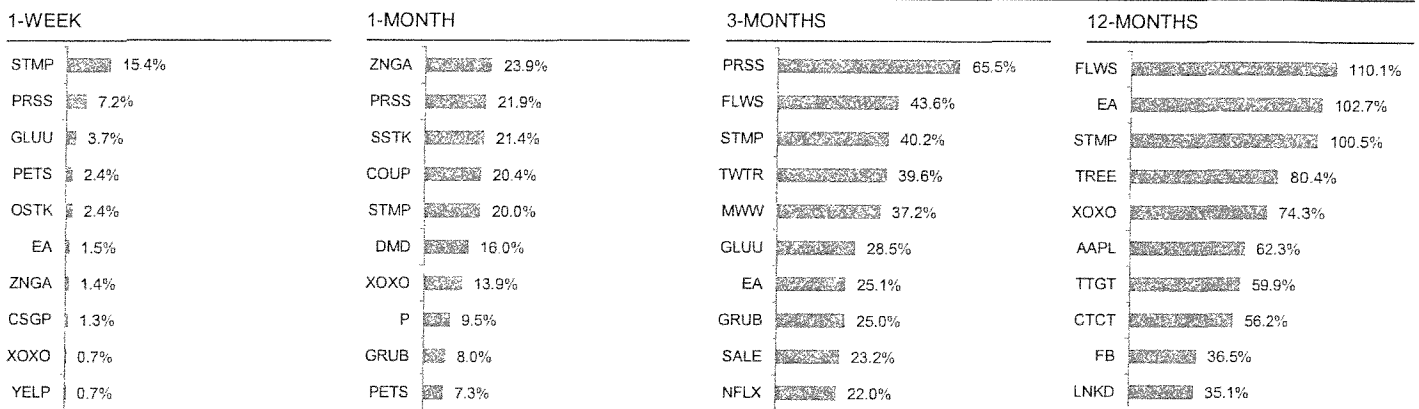 1-WEEK
STMP 15.4%
PRSS 7.2%
GLUU 3.7%
PETS 2.4%
OSTK 2.4%
EA 1.5%
ZNGA 1.4%
CSGP 1.3%
XOXO 0.7%
YELP 0.7%
1-MONTH
ZNGA 23.9%
PRSS 21.9%
SSTK 21.4%
COUP 20.4%
STMP 20.0%
DMD 16.0%
XOXO 13.9%
P 9.5%
GRUB 8.0%
PETS 7.3%
3-MONTHS
PRSS 65.5%
FLWS 43.6%
STMP 40.2%
TWTR 39.6%
MWW 37.2%
GLUU 28.5%
EA 25.1%
GRUB 25.0%
SALE 23.2%
NFLX 22.0%
12-MONTHS
FLWS 110.1%
EA 102.7%
STMP 100.5%
TREE 80.4%
XOXO 74.3%
AAPL 62.3%
TTGT 59.9%
CTCT 56.2%
FB 36.5%
LNKD 35.1%